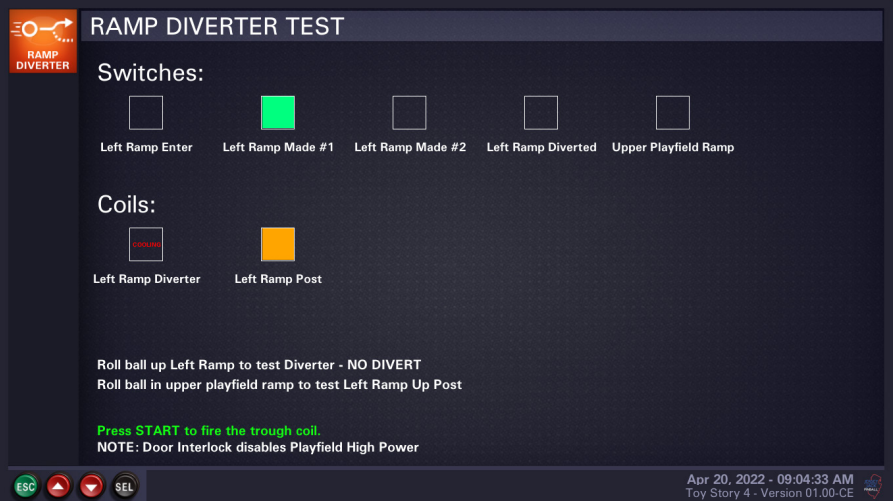 RAMP DIVERTER TEST
RAMP
DIVERTER
Switches:
Left Ramp Enter Left Ramp Made #1 Left Ramp Made #2 Left Ramp Diverted Upper Playfield Ramp
Coils:
COOLING
Left Ramp Diverter Left Ramp Post
Roll ball up Left Ramp to test Diverter - NO DIVERT
Roll ball in upper playfield ramp to test Left Ramp Up Post
Press START to fire the trough coil.
NOTE: Door Interlock disables Playfield High Power
ESC SEL
Apr 20, 2022 - 09:04:33 AM
Toy Story 4 - Version 01.00-CE